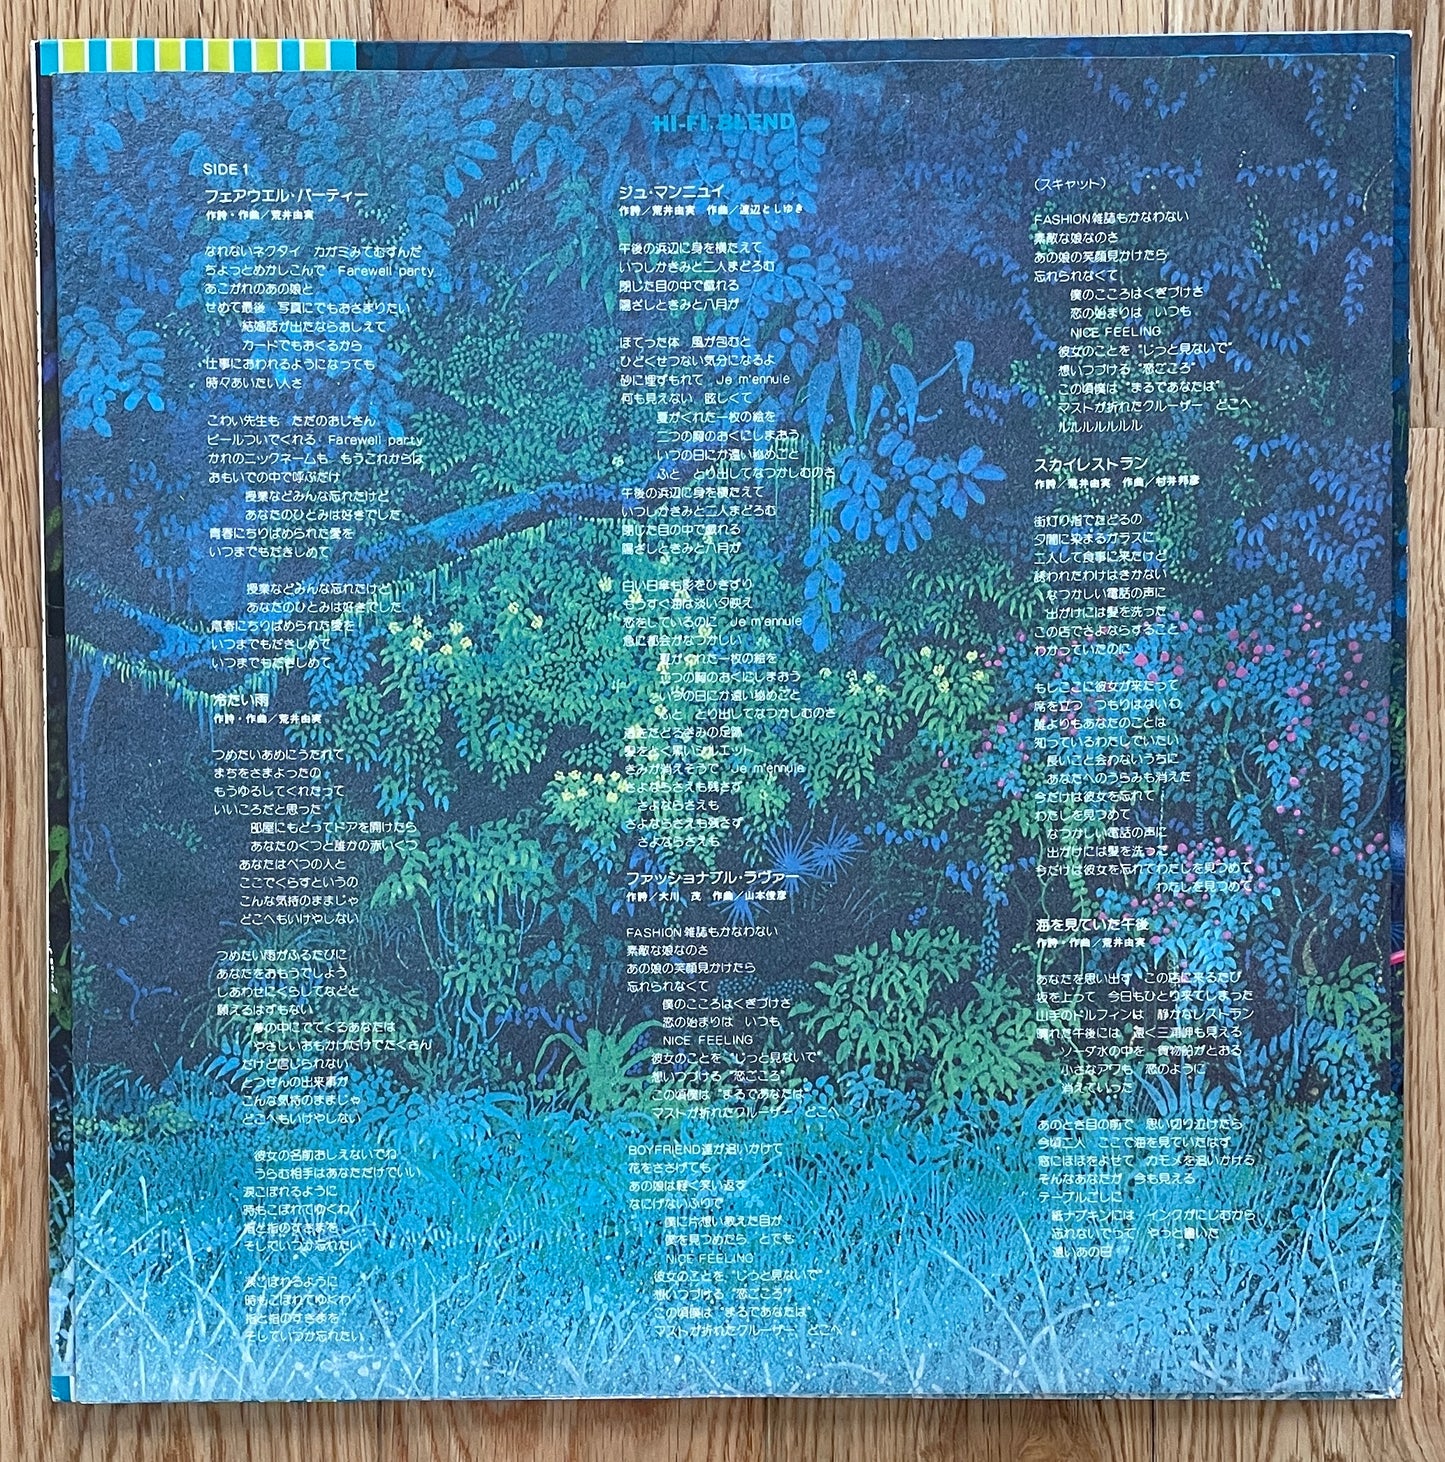 HI-FI BLEND
SIDE 1
フェアウエル・パーティー
作詩・作曲／荒井由実
なれないネクタイ　カガミみてむすんだ
ちょっとめかしこんで　Farewell party
あこがれのあの娘と
せめて最後　写真にでもおさまりたい
結婚話が出たならおしえて
カードでもおくるから
仕事におわれるようになっても
時々あいたい人さ
こわい先生も　ただのおじさん
ビールついでくれる　Farewell party
かれのニックネームも　もうこれからは
おもいでの中で呼ぶだけ
授業などみんな忘れたけど
あなたのひとみは好きでした
青春にちりばめられた愛を
いつまでもだきしめて
授業などみんな忘れたけど
あなたのひとみは好きでした
青春にちりばめられた愛を
いつまでもだきしめて
いつまでもだきしめて
冷たい雨
作詩・作曲／荒井由実
つめたいあめにうたれて
まちをさまよったの
もうゆるしてくれたって
いいころだと思った
部屋にもどってドアを開けたら
あなたのくつと誰かの赤いくつ
あなたはべつの人と
ここでくらすというの
こんな気持のままじゃ
どこへもいけやしない
つめたい雨がふるたびに
あなたをおもうでしょう
しあわせにくらしてなどと
願えるはずもない
夢の中にでてくるあなたは
やさしいおもかげだけでたくさん
だけど信じられない
とつぜんの出来事が
こんな気持のままじゃ
どこへもいけやしない
彼女の名前おしえないでね
うらむ相手はあなただけでいい
涙こぼれるように
時もこぼれてゆくわ
指と指のすきまを
そしていつか忘れたい
涙こぼれるように
時もこぼれてゆくわ
指と指のすきまを
そしていつか忘れたい
ジュ・マンニュイ
作詩／荒井由実　作曲／渡辺としゆき
午後の浜辺に身を横たえて
いつしかきみと二人まどろむ
閉じた目の中で戯れる
陽ざしときみと八月が
ほてった体　風が包むと
ひどくせつない気分になるよ
砂に埋ずもれて　Je m'ennuie
何も見えない　眩しくて
夏がくれた一枚の絵を
二つの胸のおくにしまおう
いつの日にか遠い秘めごと
ふと　とり出してなつかしむのさ
午後の浜辺に身を横たえて
いつしかきみと二人まどろむ
閉じた目の中で戯れる
陽ざしときみと八月が
白い日傘も影をひきずり
もうすぐ海は淡い夕映え
恋をしているのに　Je m'ennuie
急に都会がなつかしい
夏がくれた一枚の絵を
二つの胸のおくにしまおう
いつの日にか遠い秘めごと
ふと　とり出してなつかしむのさ
渚をたどるきみの足跡
髪をとく黒いシルエット
きみが消えそうで　Je m'ennuie
さよならさえも残さず
さよならさえも
さよならさえも残さず
さよならさえも
ファッショナブル・ラヴァー
作詩／大川　茂　作曲／山本俊彦
FASHION雑誌もかなわない
素敵な娘なのさ
あの娘の笑顔見かけたら
忘れられなくて
僕のこころはくぎづけさ
恋の始まりは　いつも
NICE FEELING
彼女のことを “じっと見ないで”
想いつづける “恋ごころ”
この頃僕は “まるであなたは”
マストが折れたクルーザー　どこへ
BOYFRIEND達が追いかけて
花をささげても
あの娘は軽く笑い返す
なにげないふりで
僕に片想い教えた目が
僕を見つめたら　とても
NICE FEELING
彼女のことを “じっと見ないで”
想いつづける “恋ごころ”
この頃僕は “まるであなたは”
マストが折れたクルーザー　どこへ
（スキャット）
FASHION雑誌もかなわない
素敵な娘なのさ
あの娘の笑顔見かけたら
忘れられなくて
僕のこころはくぎづけさ
恋の始まりは　いつも
NICE FEELING
彼女のことを “じっと見ないで”
想いつづける “恋ごころ”
この頃僕は “まるであなたは”
マストが折れたクルーザー　どこへ
ルルルルルルル
スカイレストラン
作詩／荒井由実　作曲／村井邦彦
街灯り指でたどるの
夕闇に染まるガラスに
二人して食事に来たけど
誘われたわけはきかない
なつかしい電話の声に
出がけには髪を洗った
この店でさよならすること
わかっていたのに
もしここに彼女が来たって
席を立つ　つもりはないわ
誰よりもあなたのことは
知っているわたしでいたい
長いこと会わないうちに
あなたへのうらみも消えた
今だけは彼女を忘れて
わたしを見つめて
なつかしい電話の声に
出がけには髪を洗った
今だけは彼女を忘れてわたしを見つめて
わたしを見つめて
海を見ていた午後
作詩・作曲／荒井由実
あなたを思い出す　この店に来るたび
坂を上って　今日もひとり来てしまった
山手のドルフィンは　静かなレストラン
晴れた午後には　遠く三浦岬も見える
ソーダ水の中を　貨物船がとおる
小さなアワも　恋のように
消えていった
あのとき目の前で　思い切り泣けたら
今頃二人　ここで海を見ていたはず
窓にほほをよせて　カモメを追いかける
そんなあなたが　今も見える
テーブルごしに
紙ナプキンには　インクがにじむから
忘れないでって　やっと書いた
遠いあの日